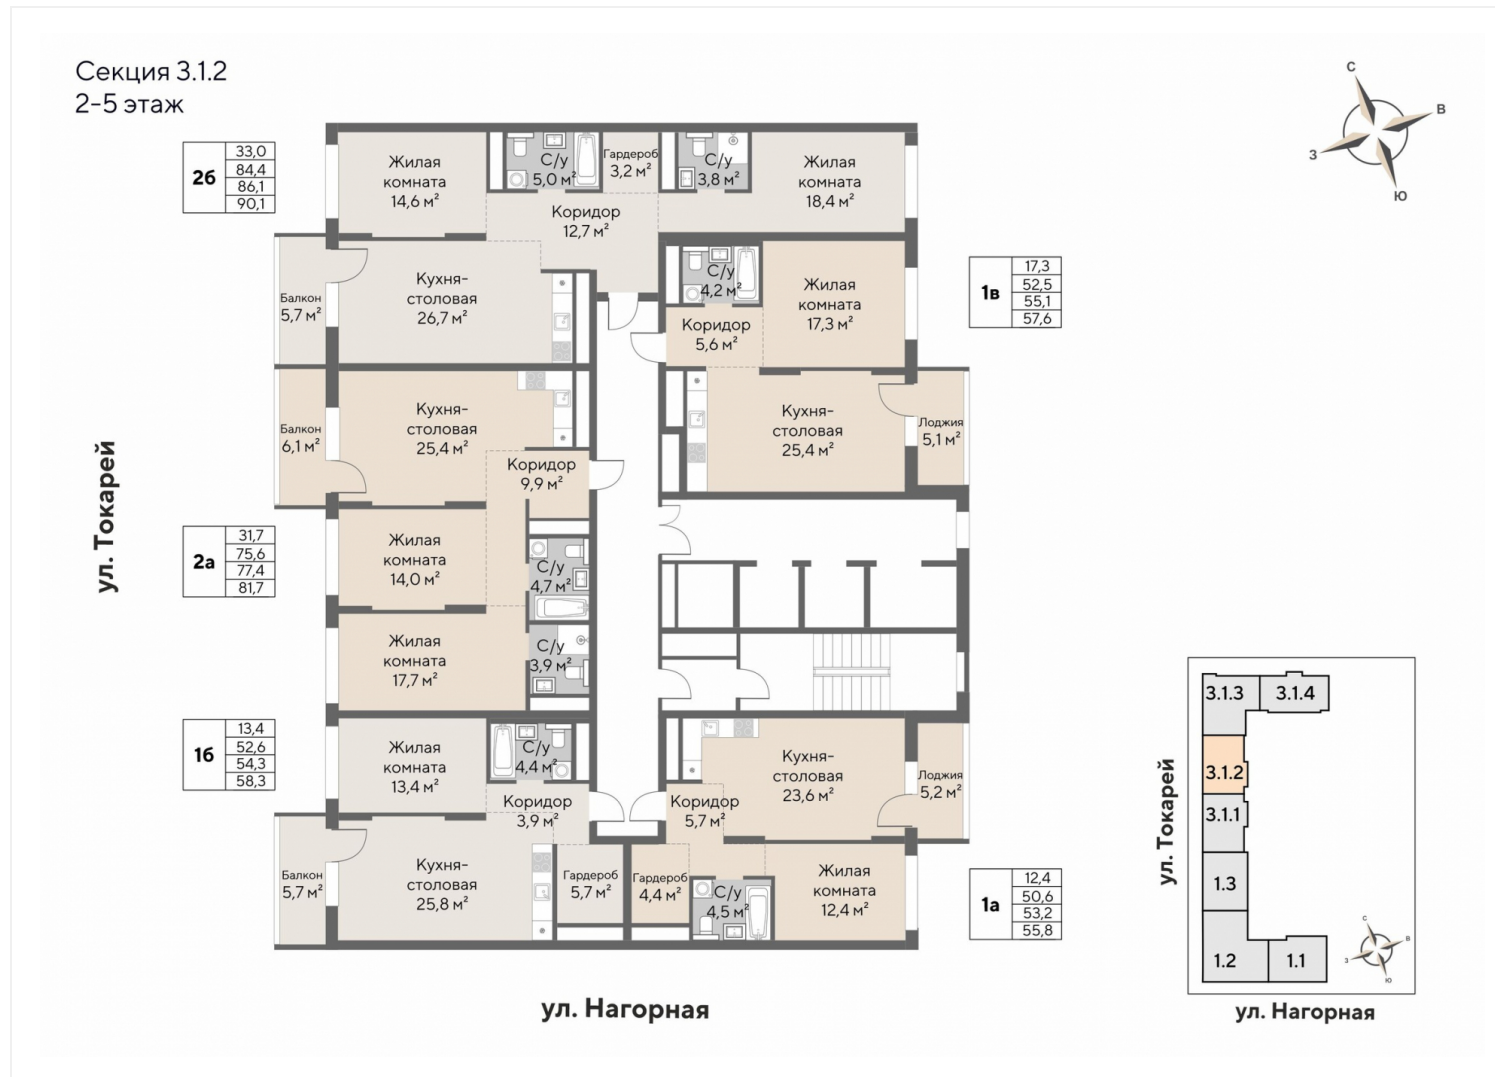 Секция 3.1.2
2-5 этаж
С
В
З
Ю
2б
33,0
84,4
86,1
90,1
Жилая
комната
14,6 м²
С/у
5,0 м²
Гардероб
3,2 м²
С/у
3,8 м²
Жилая
комната
18,4 м²
Коридор
12,7 м²
Балкон
5,7 м²
Кухня-
столовая
26,7 м²
С/у
4,2 м²
Жилая
комната
17,3 м²
Коридор
5,6 м²
1в
17,3
52,5
55,1
57,6
Балкон
6,1 м²
Кухня-
столовая
25,4 м²
Коридор
9,9 м²
Кухня-
столовая
25,4 м²
Лоджия
5,1 м²
ул. Токарей
2а
31,7
75,6
77,4
81,7
Жилая
комната
14,0 м²
С/у
4,7 м²
Жилая
комната
17,7 м²
С/у
3,9 м²
1б
13,4
52,6
54,3
58,3
Жилая
комната
13,4 м²
С/у
4,4 м²
Коридор
3,9 м²
Коридор
5,7 м²
Кухня-
столовая
23,6 м²
Лоджия
5,2 м²
Балкон
5,7 м²
Кухня-
столовая
25,8 м²
Гардероб
5,7 м²
Гардероб
4,4 м²
С/у
4,5 м²
Жилая
комната
12,4 м²
1а
12,4
50,6
53,2
55,8
ул. Нагорная
3.1.3
3.1.4
3.1.2
3.1.1
1.3
1.2
1.1
С
В
З
Ю
ул. Токарей
ул. Нагорная